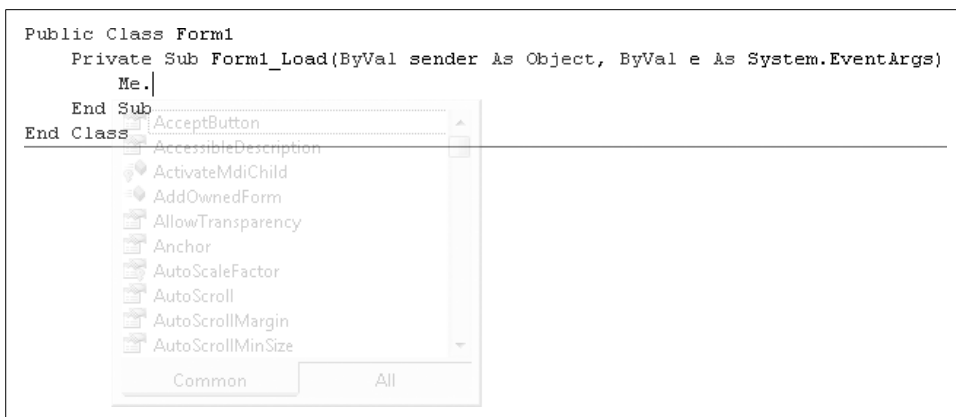 Public Class Form1
Private Sub Form1_Load(ByVal sender As Object, ByVal e As System.EventArgs)
Me.
End Sub
End Class
AcceptButton
AccessibleDescription
ActivateMdiChild
AddOwnedForm
AllowTransparency
Anchor
AutoScaleFactor
AutoScroll
AutoScrollMargin
AutoScrollMinSize
Common All